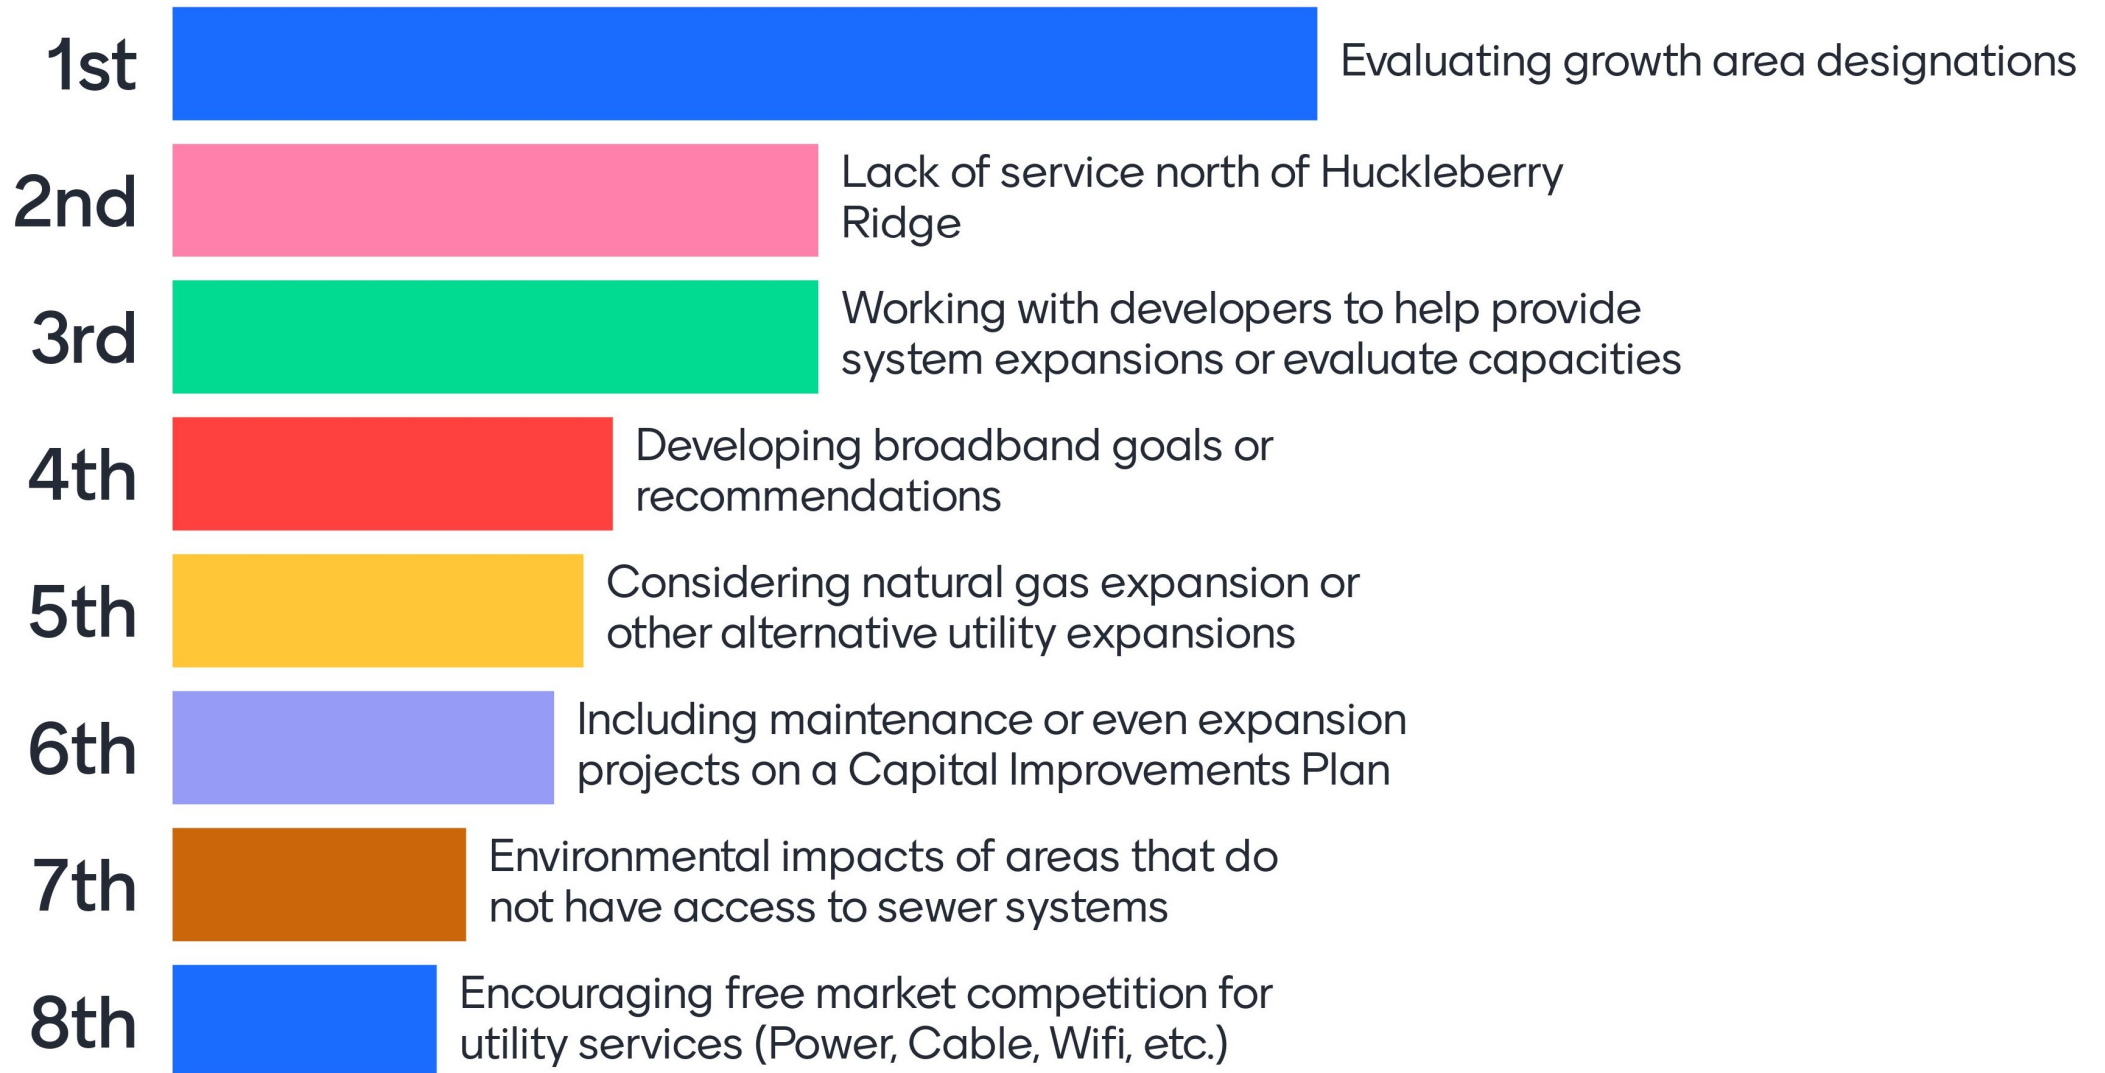 1st
Evaluating growth area designations
2nd
Lack of service north of Huckleberry
Ridge
3rd
Working with developers to help provide
system expansions or evaluate capacities
4th
Developing broadband goals or
recommendations
5th
Considering natural gas expansion or
other alternative utility expansions
6th
Including maintenance or even expansion
projects on a Capital Improvements Plan
7th
Environmental impacts of areas that do
not have access to sewer systems
8th
Encouraging free market competition for
utility services (Power, Cable, Wifi, etc.)